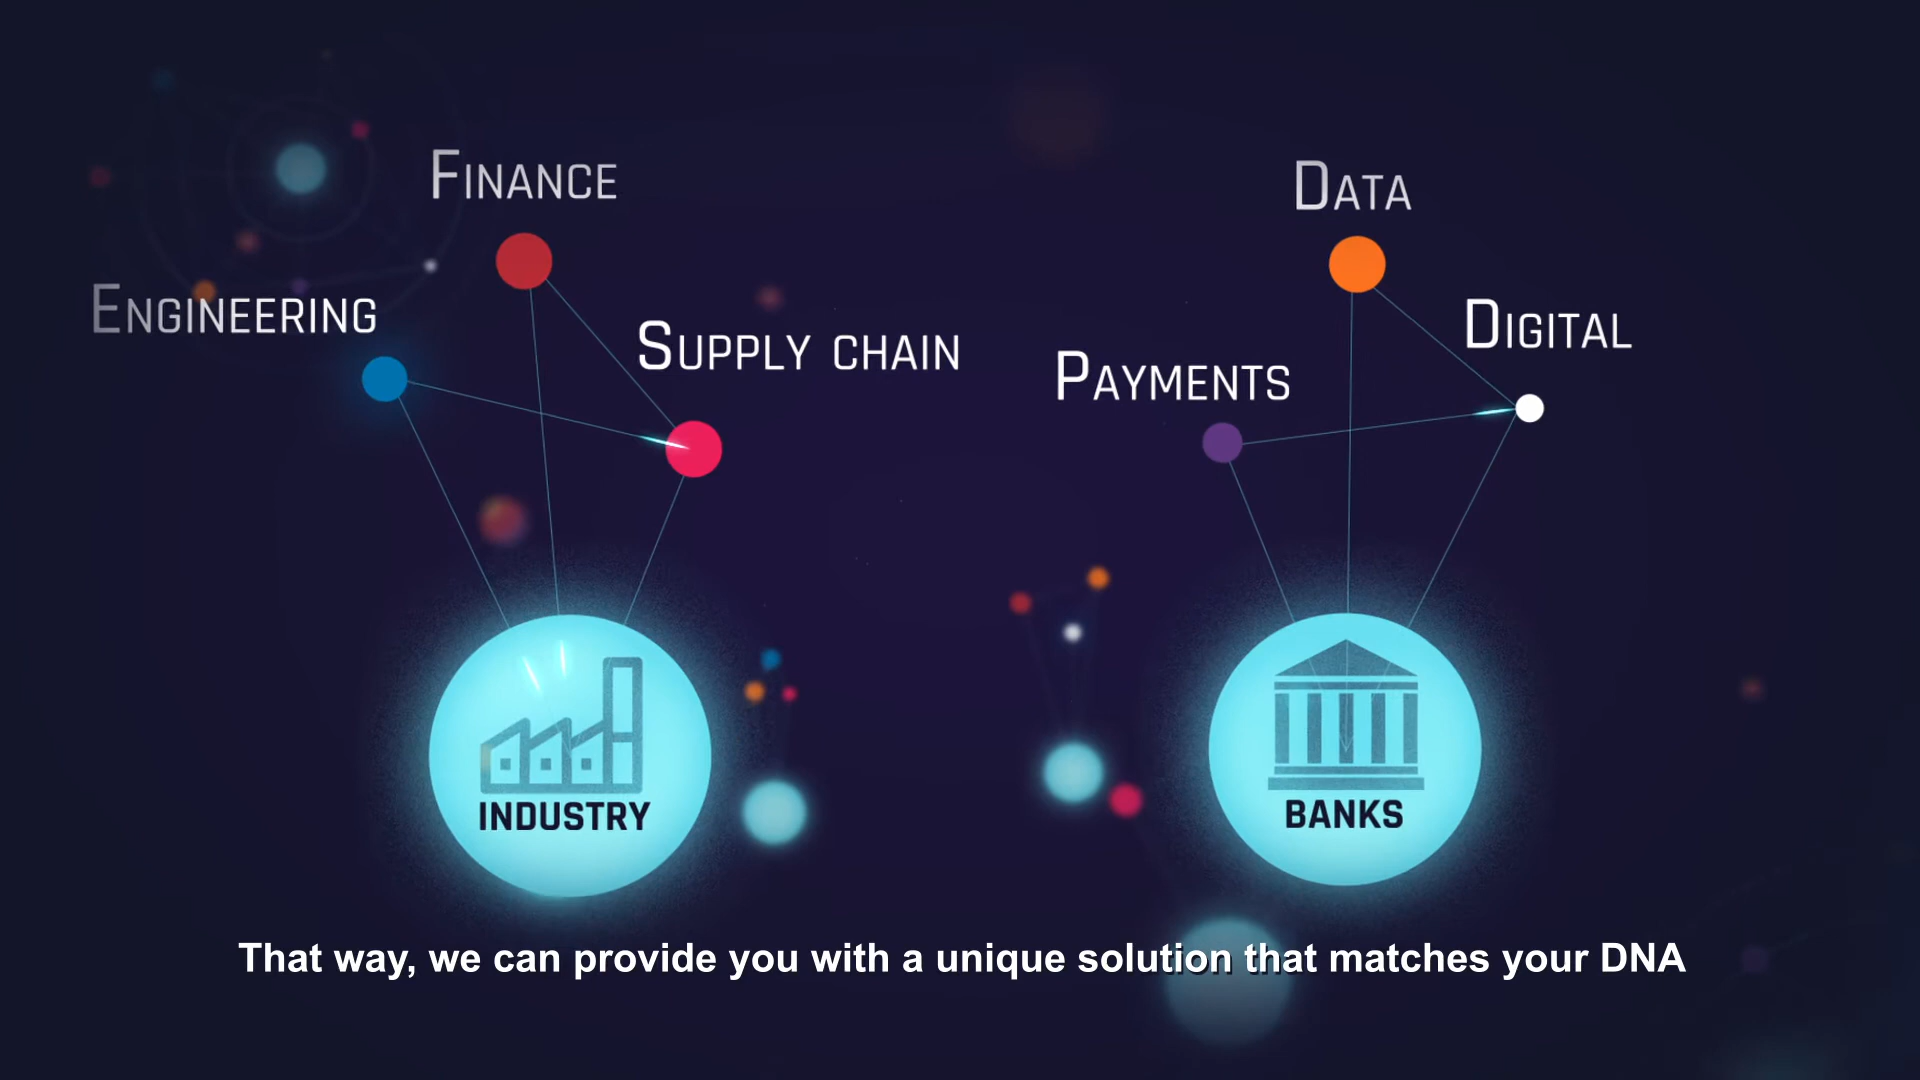 Finance
Engineering
Supply chain
INDUSTRY
Data
Digital
Payments
BANKS
That way, we can provide you with a unique solution that matches your DNA